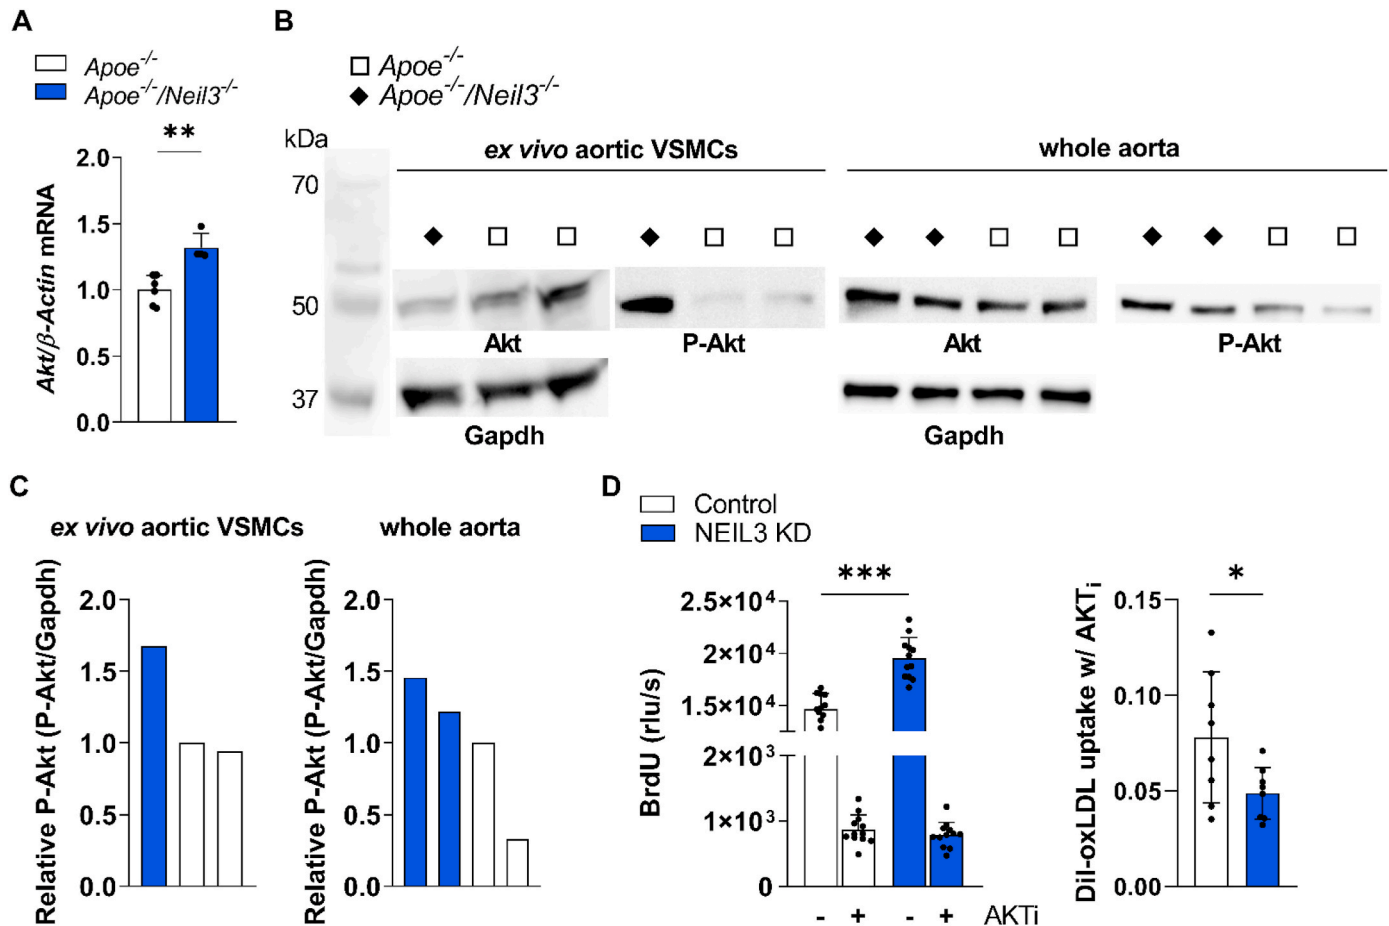 A
Apoe-/-
Apoe-/-/Neil3-/-
**
Akt/β-Actin mRNA
2.0
1.5
1.0
0.5
0.0
B
Apoe-/-
Apoe-/-/Neil3-/-
kDa
ex vivo aortic VSMCs
whole aorta
70
50
37
Akt
P-Akt
Akt
P-Akt
Gapdh
Gapdh
C
ex vivo aortic VSMCs
whole aorta
Relative P-Akt (P-Akt/Gapdh)
2.0
1.5
1.0
0.5
0.0
Relative P-Akt (P-Akt/Gapdh)
2.0
1.5
1.0
0.5
0.0
D
Control
NEIL3 KD
***
BrdU (rlu/s)
2.5×10⁴
2×10⁴
1.5×10⁴
2×10³
1×10³
0
- + - + AKTi
*
Dil-oxLDL uptake w/ AKTi
0.15
0.10
0.05
0.00